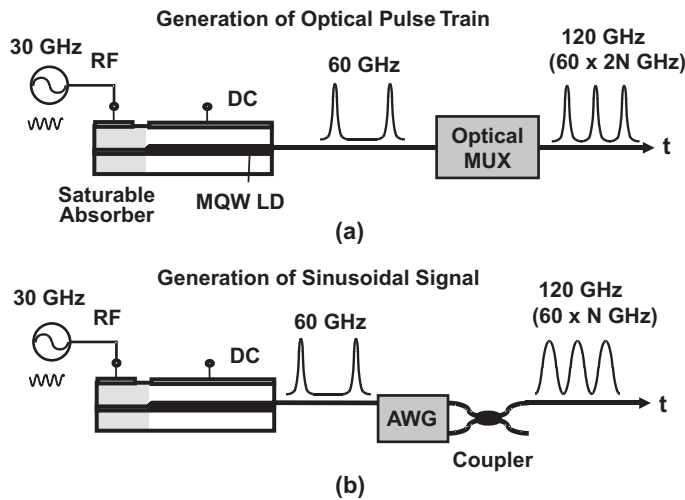 Generation of Optical Pulse Train
30 GHz
RF
DC
60 GHz
120 GHz
(60 x 2N GHz)
Optical
MUX
t
Saturable
Absorber
MQW LD
(a)
Generation of Sinusoidal Signal
30 GHz
RF
DC
60 GHz
120 GHz
(60 x N GHz)
AWG
t
Coupler
(b)